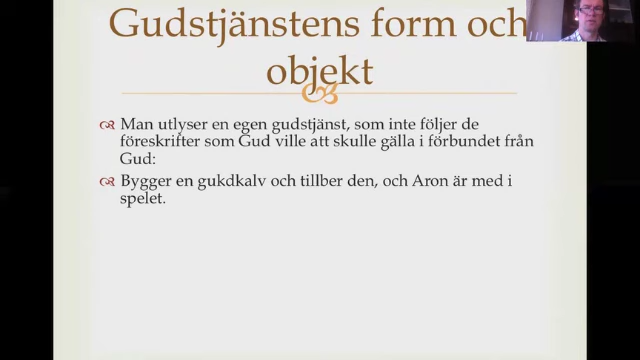 Gudstjänstens form och
objekt
Man utlyser en egen gudstjänst, som inte följer de
föreskrifter som Gud ville att skulle gälla i förbundet från
Gud:
Bygger en gukdkalv och tillber den, och Aron är med i
spelet.